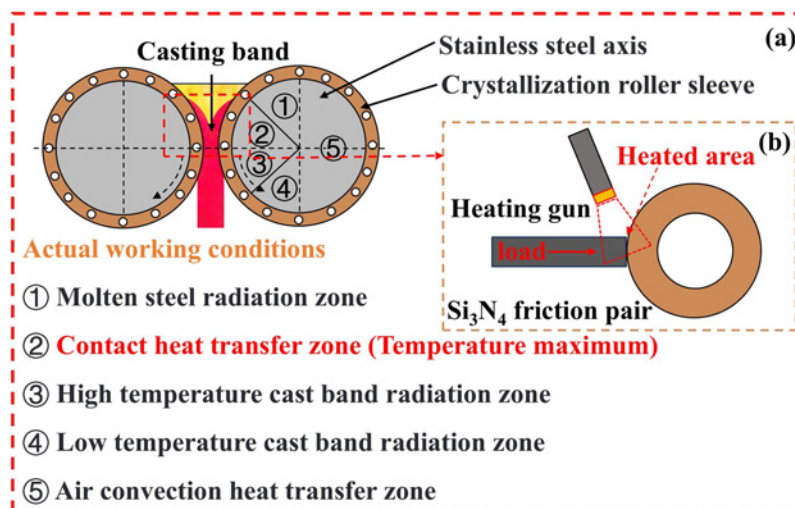 Casting band
Stainless steel axis
(a)
Crystallization roller sleeve
①
②
③
④
⑤
Actual working conditions
(b)
Heated area
Heating gun
load
Si₃N₄ friction pair
① Molten steel radiation zone
② Contact heat transfer zone (Temperature maximum)
③ High temperature cast band radiation zone
④ Low temperature cast band radiation zone
⑤ Air convection heat transfer zone